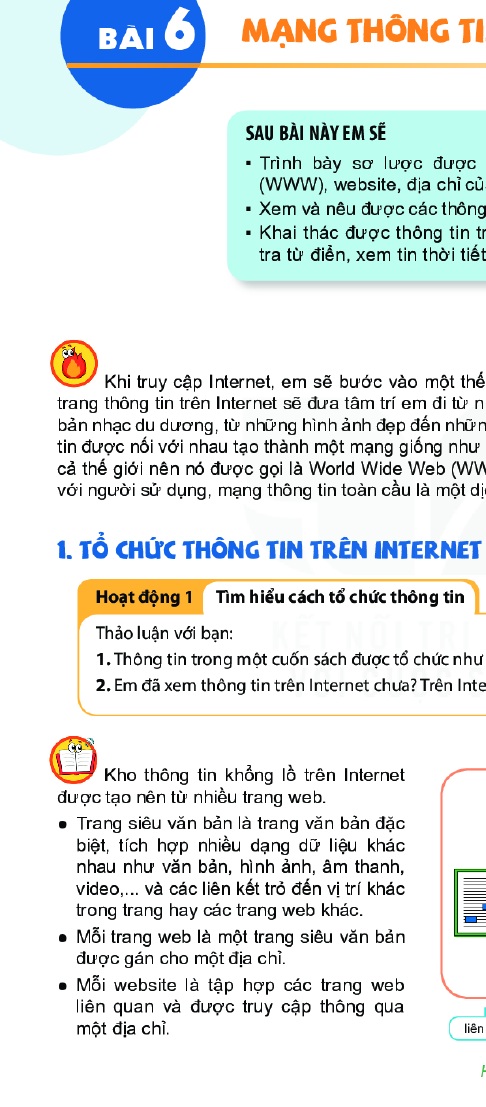 BÀI 6
MẠNG THÔNG TI
SAU BÀI NÀY EM SẼ
▪ Trình bày sơ lược được
(WWW), website, địa chỉ củ
▪ Xem và nêu được các thông
▪ Khai thác được thông tin tr
tra từ điển, xem tin thời tiết
Khi truy cập Internet, em sẽ bước vào một thế
trang thông tin trên Internet sẽ đưa tâm trí em đi từ n
bản nhạc du dương, từ những hình ảnh đẹp đến nhữn
tin được nối với nhau tạo thành một mạng giống như
cả thế giới nên nó được gọi là World Wide Web (WW
với người sử dụng, mạng thông tin toàn cầu là một dị
1. TỔ CHỨC THÔNG TIN TRÊN INTERNET
Hoạt động 1 Tìm hiểu cách tổ chức thông tin
Thảo luận với bạn:
KẾT NỐI TRI
1. Thông tin trong một cuốn sách được tổ chức như
2. Em đã xem thông tin trên Internet chưa? Trên Inte
Kho thông tin khổng lồ trên Internet
được tạo nên từ nhiều trang web.
● Trang siêu văn bản là trang văn bản đặc
biệt, tích hợp nhiều dạng dữ liệu khác
nhau như văn bản, hình ảnh, âm thanh,
video,... và các liên kết trỏ đến vị trí khác
trong trang hay các trang web khác.
● Mỗi trang web là một trang siêu văn bản
được gán cho một địa chỉ.
● Mỗi website là tập hợp các trang web
liên quan và được truy cập thông qua
một địa chỉ.
liên
H